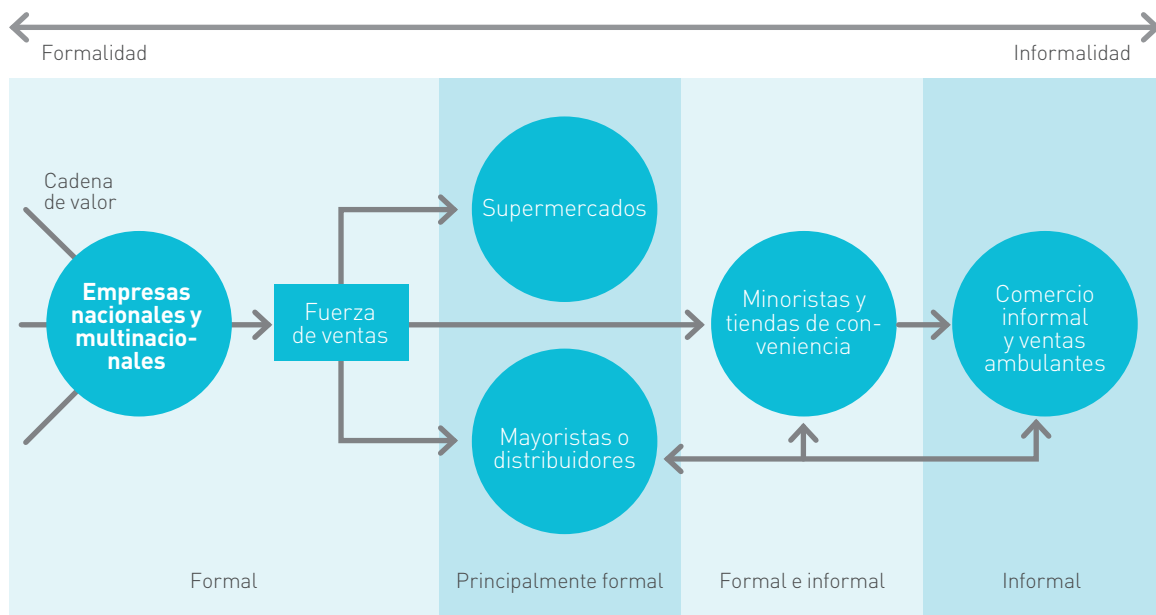 Formalidad
Informalidad
Cadena
de valor
Empresas
nacionales y
multinacio-
nales
Fuerza
de ventas
Supermercados
Mayoristas o
distribuidores
Minoristas y
tiendas de con-
veniencia
Comercio
informal
y ventas
ambulantes
Formal
Principalmente formal
Formal e informal
Informal